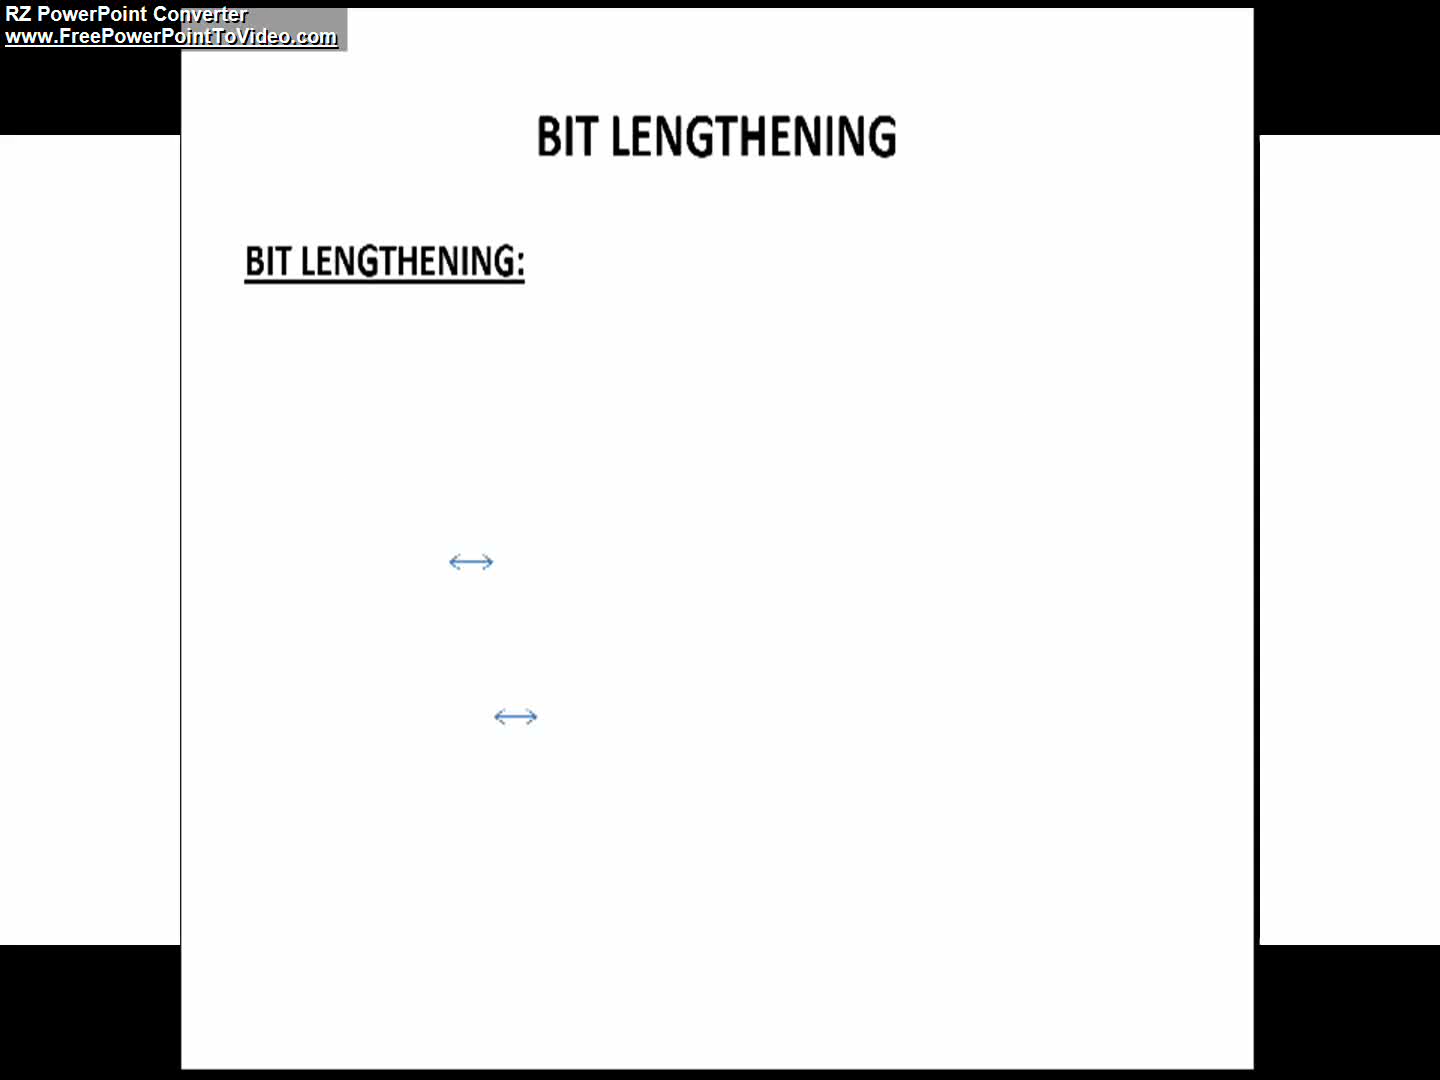 RZ PowerPoint Converter
www.FreePowerPointToVideo.com
BIT LENGTHENING
BIT LENGTHENING: